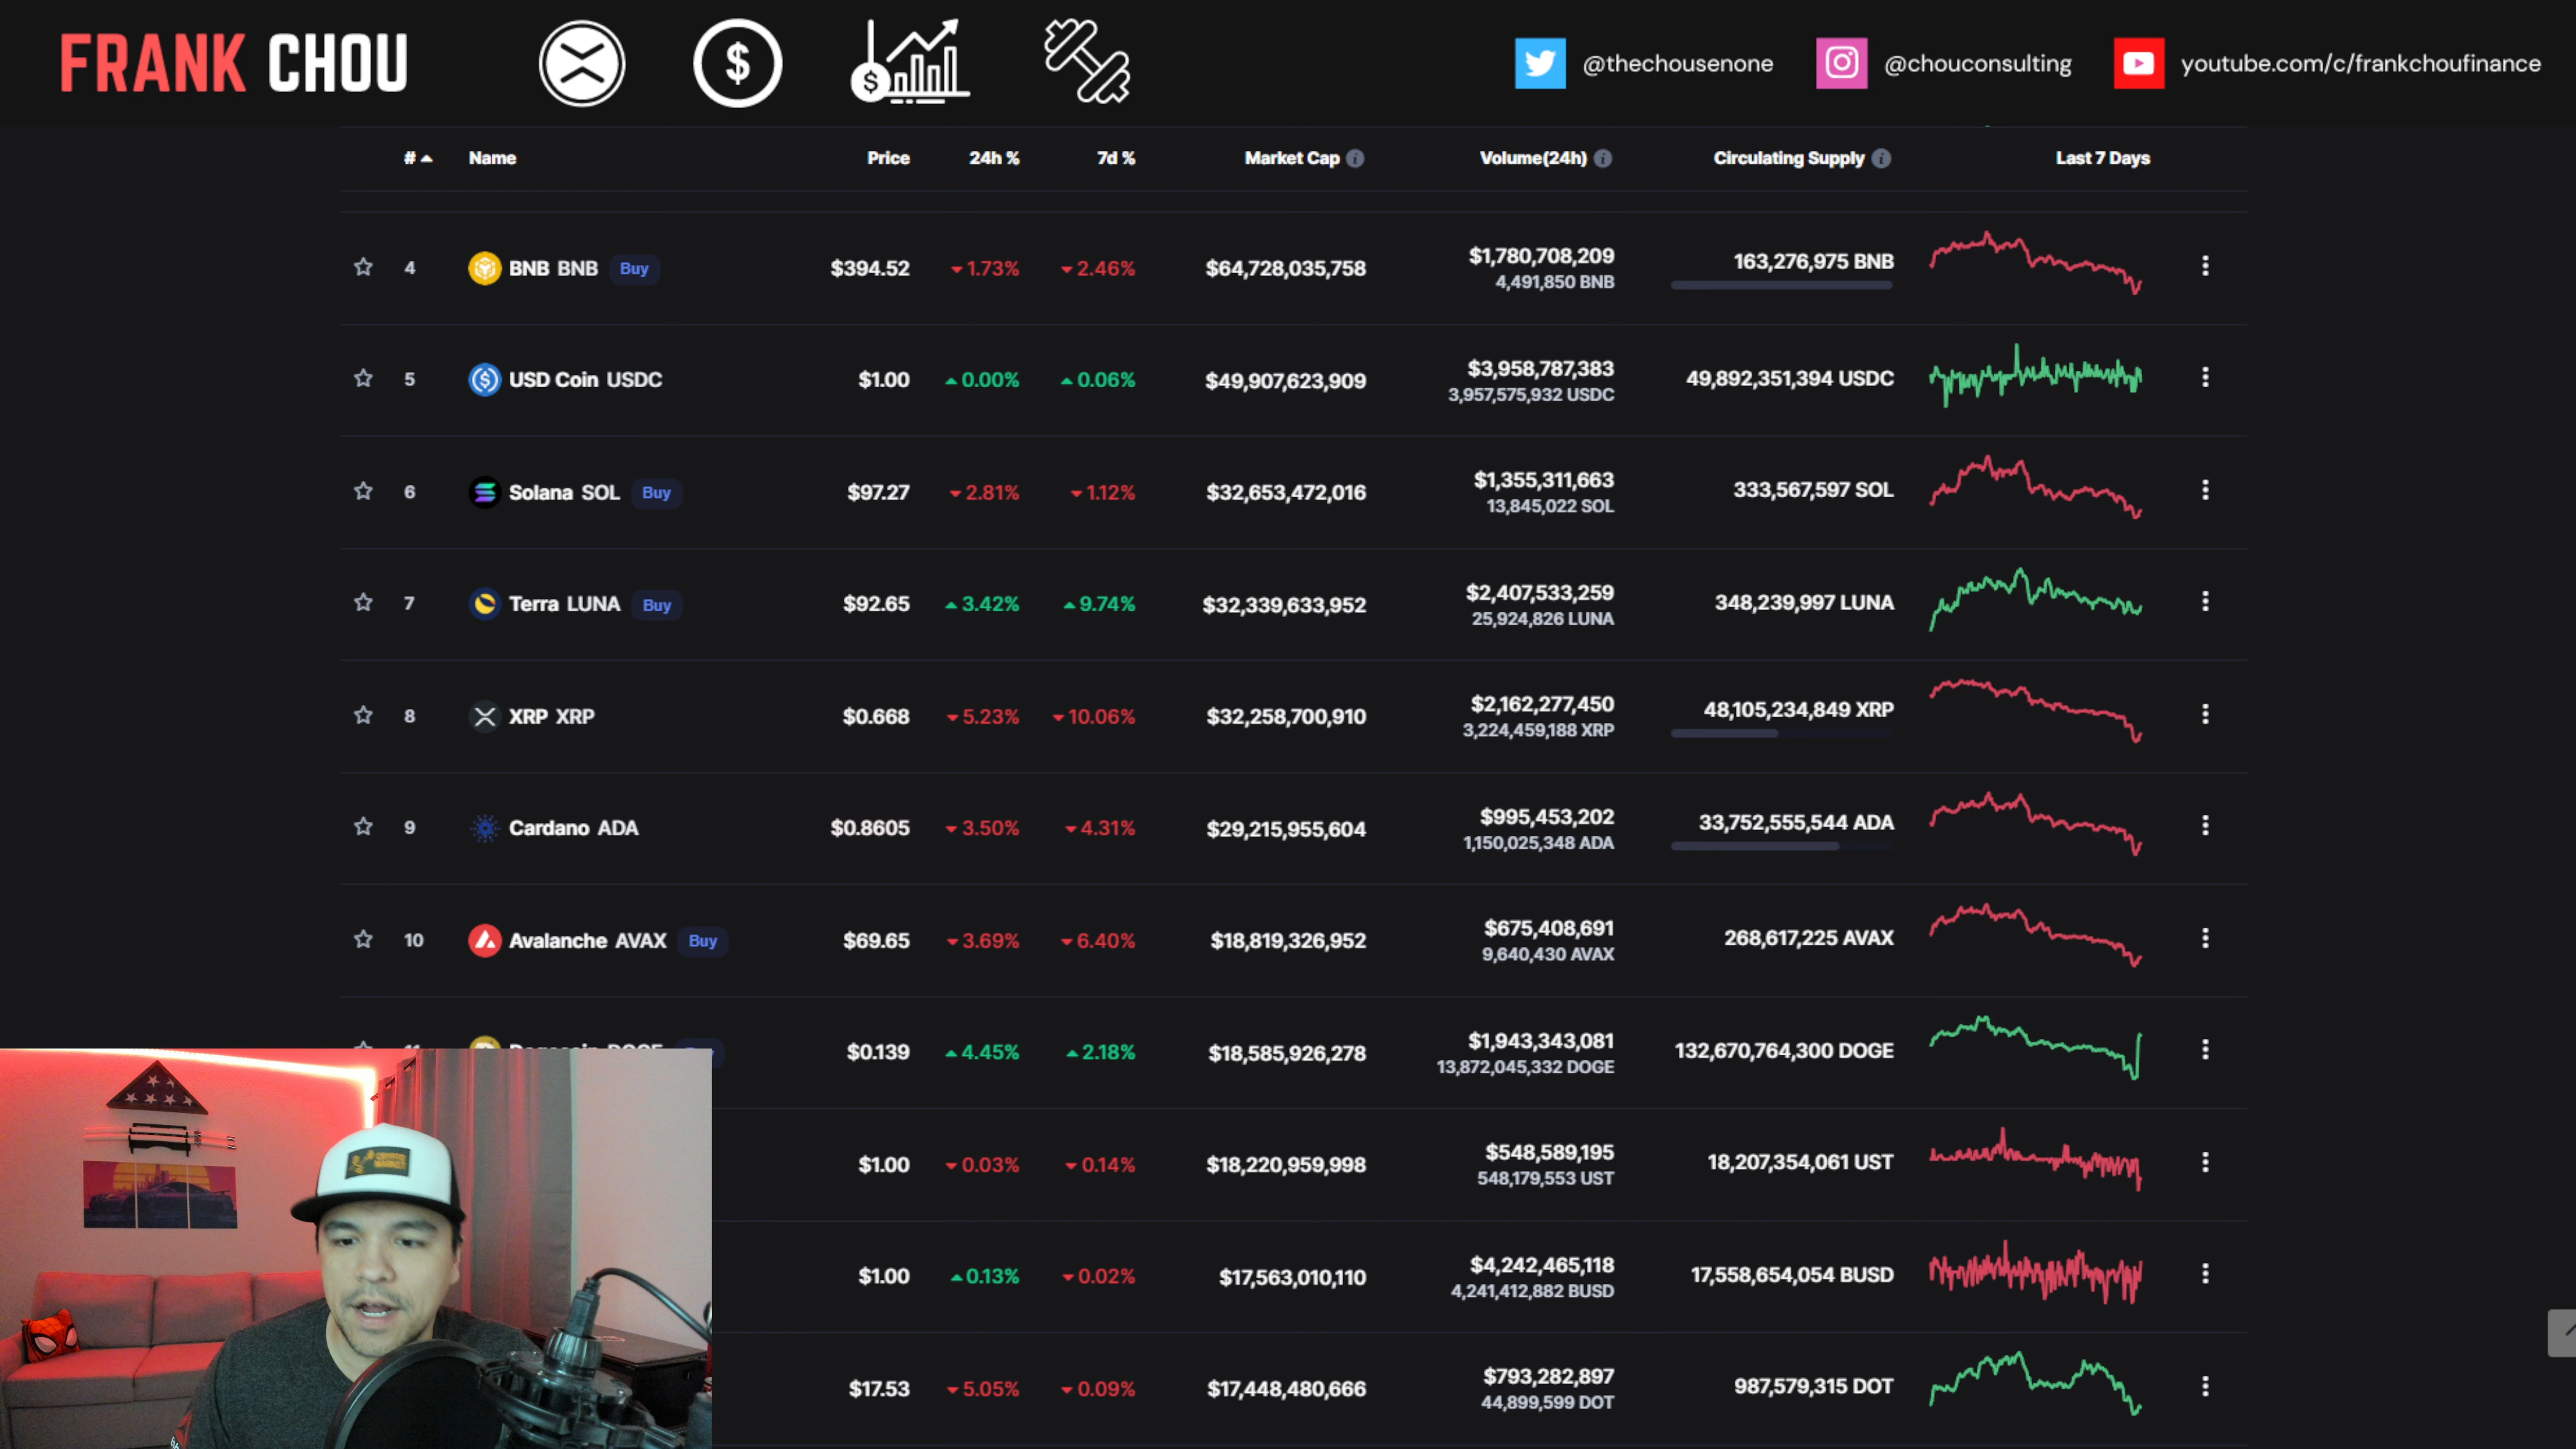 FRANK CHOU
@thechousenone
@chouconsulting
youtube.com/c/frankchoufinance
# Name Price 24h % 7d % Market Cap Volume(24h) Circulating Supply Last 7 Days
4 BNB BNB Buy $394.52 1.73% 2.46% $64,728,035,758 $1,780,708,209 163,276,975 BNB
4,491,850 BNB
5 USD Coin USDC $1.00 0.00% 0.06% $49,907,623,909 $3,958,787,383 49,892,351,394 USDC
3,957,575,932 USDC
6 Solana SOL Buy $97.27 2.81% 1.12% $32,653,472,016 $1,355,311,663 333,567,597 SOL
13,845,022 SOL
7 Terra LUNA Buy $92.65 3.42% 9.74% $32,339,633,952 $2,407,533,259 348,239,997 LUNA
25,924,826 LUNA
8 XRP XRP $0.668 5.23% 10.06% $32,258,700,910 $2,162,277,450 48,105,234,849 XRP
3,224,459,188 XRP
9 Cardano ADA $0.8605 3.50% 4.31% $29,215,955,604 $995,453,202 33,752,555,544 ADA
1,150,025,348 ADA
10 Avalanche AVAX Buy $69.65 3.69% 6.40% $18,819,326,952 $675,408,691 268,617,225 AVAX
9,640,430 AVAX
$0.139 4.45% 2.18% $18,585,926,278 $1,943,343,081 132,670,764,300 DOGE
13,872,045,332 DOGE
$1.00 0.03% 0.14% $18,220,959,998 $548,589,195 18,207,354,061 UST
548,179,553 UST
$1.00 0.13% 0.02% $17,563,010,110 $4,242,465,118 17,558,654,054 BUSD
4,241,412,882 BUSD
$17.53 5.05% 0.09% $17,448,480,666 $793,282,897 987,579,315 DOT
44,899,599 DOT